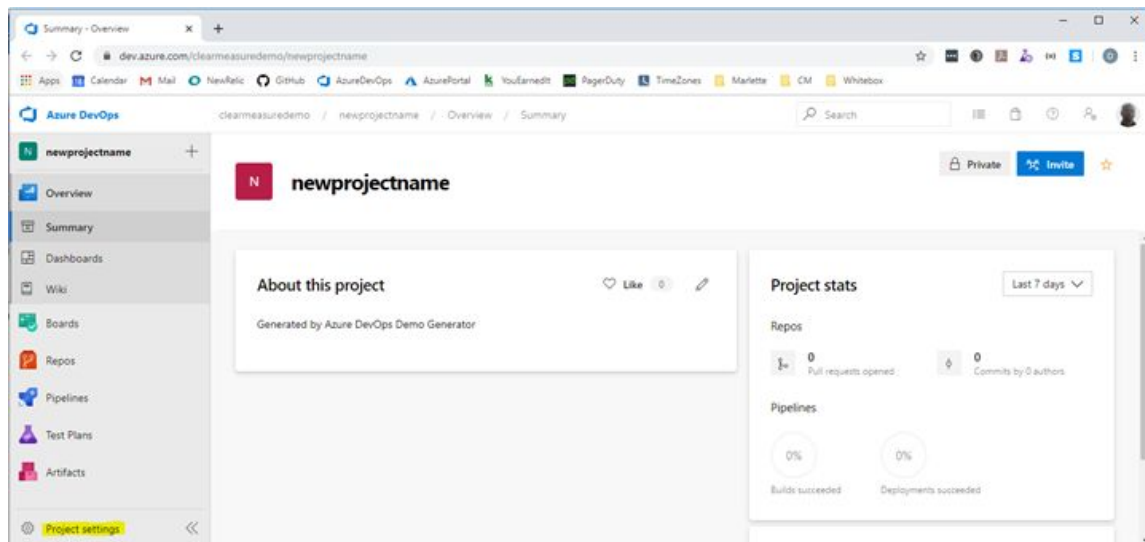 Summary - Overview
dev.azure.com/clearmeasuredemo/newprojectname
Apps Calendar Mail NewRelic GitHub AzureDevOps AzurePortal YouEarnedIt PagerDuty TimeZones Marlette CM Whitebox
Azure DevOps
clearmeasuredemo / newprojectname / Overview / Summary
Search
N newprojectname
Overview
Summary
Dashboards
Wiki
Boards
Repos
Pipelines
Test Plans
Artifacts
Project settings
N newprojectname
Private
Invite
About this project
Like 0
Generated by Azure DevOps Demo Generator
Project stats
Last 7 days
Repos
0
Pull requests opened
0
Commits by 0 authors
Pipelines
0%
Builds succeeded
0%
Deployments succeeded